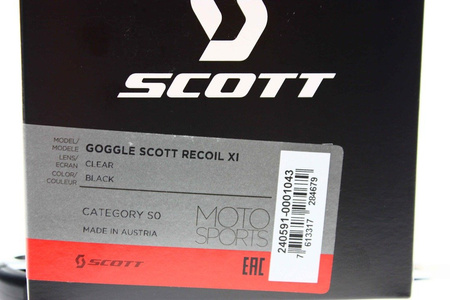 SCOTT
MODEL/
MODELE
GOGGLE SCOTT RECOIL XI
LENS/
ECRAN
CLEAR
COLOR/
COULEUR
BLACK
CATEGORY S0
MADE IN AUSTRIA
MOTO
SPORTS
SCOTT
EAC
240591-0001043
7 613317 284679